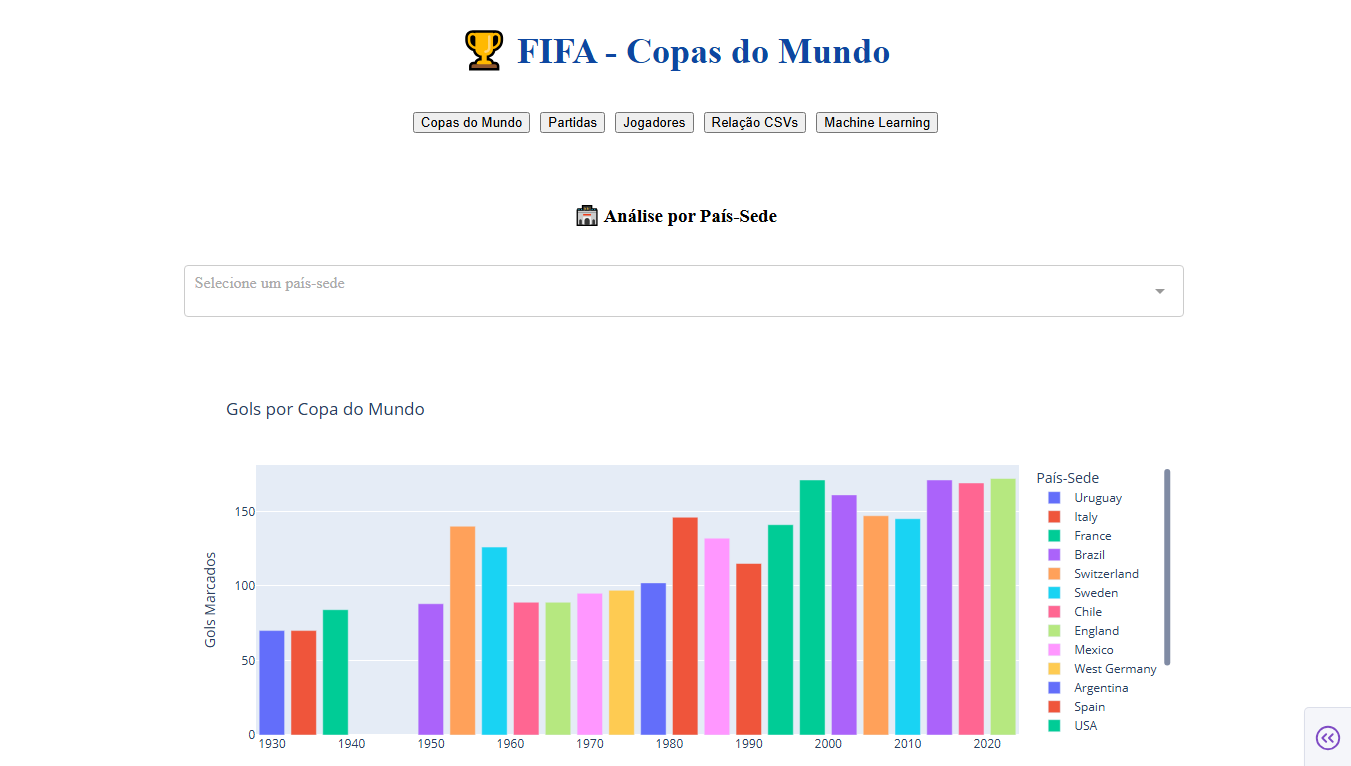 🏆 FIFA - Copas do Mundo
Copas do Mundo Partidas Jogadores Relação CSVs Machine Learning
🏟 Análise por País-Sede
Selecione um país-sede
Gols por Copa do Mundo
Gols Marcados
150
100
50
0
1930 1940 1950 1960 1970 1980 1990 2000 2010 2020
País-Sede
Uruguay
Italy
France
Brazil
Switzerland
Sweden
Chile
England
Mexico
West Germany
Argentina
Spain
USA